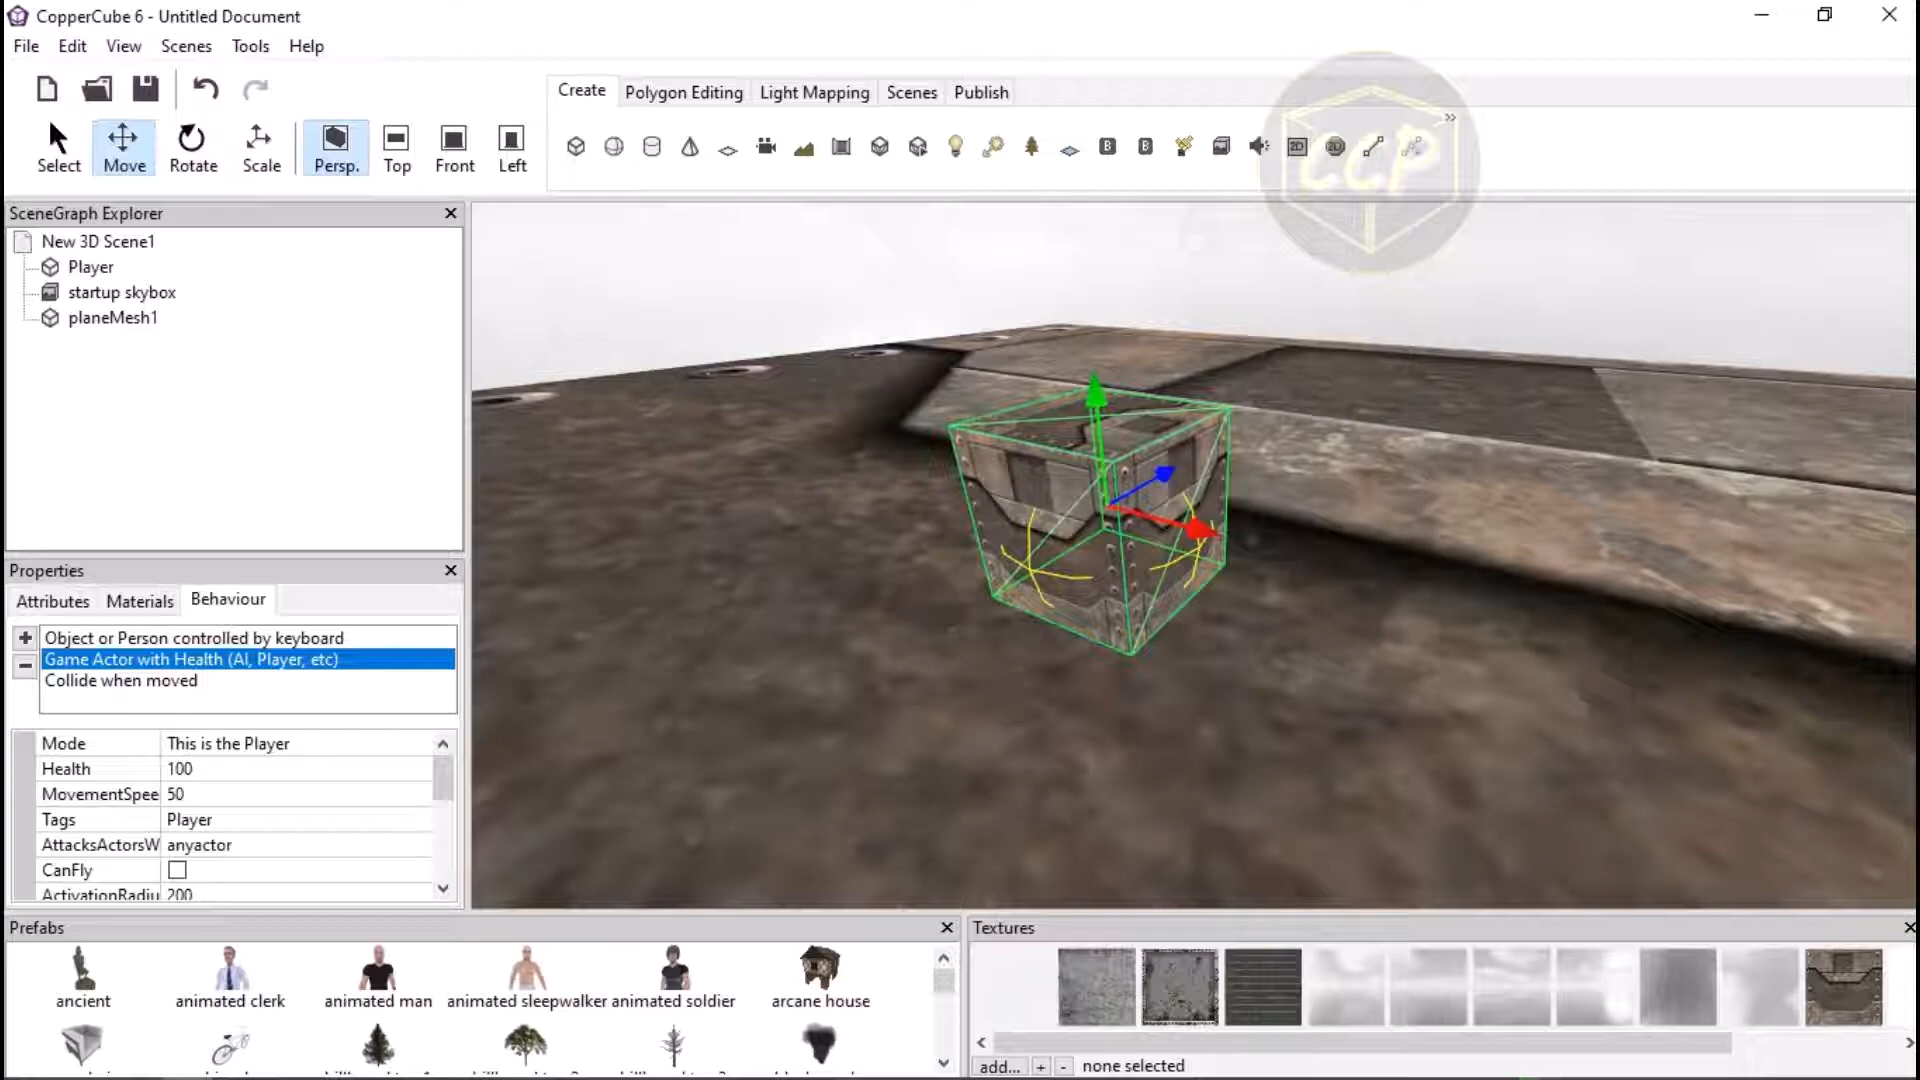 CopperCube 6 - Untitled Document
File Edit View Scenes Tools Help
Create Polygon Editing Light Mapping Scenes Publish
Select Move Rotate Scale Persp. Top Front Left
B B 2D 2D
CCP
SceneGraph Explorer
New 3D Scene1
Player
startup skybox
planeMesh1
Properties
Attributes Materials Behaviour
Object or Person controlled by keyboard
Game Actor with Health (AI, Player, etc)
Collide when moved
Mode This is the Player
Health 100
MovementSpee 50
Tags Player
AttacksActorsW anyactor
CanFly
ActivationRadiu 200
Prefabs
ancient animated clerk animated man animated sleepwalker animated soldier arcane house
Textures
add... + - none selected